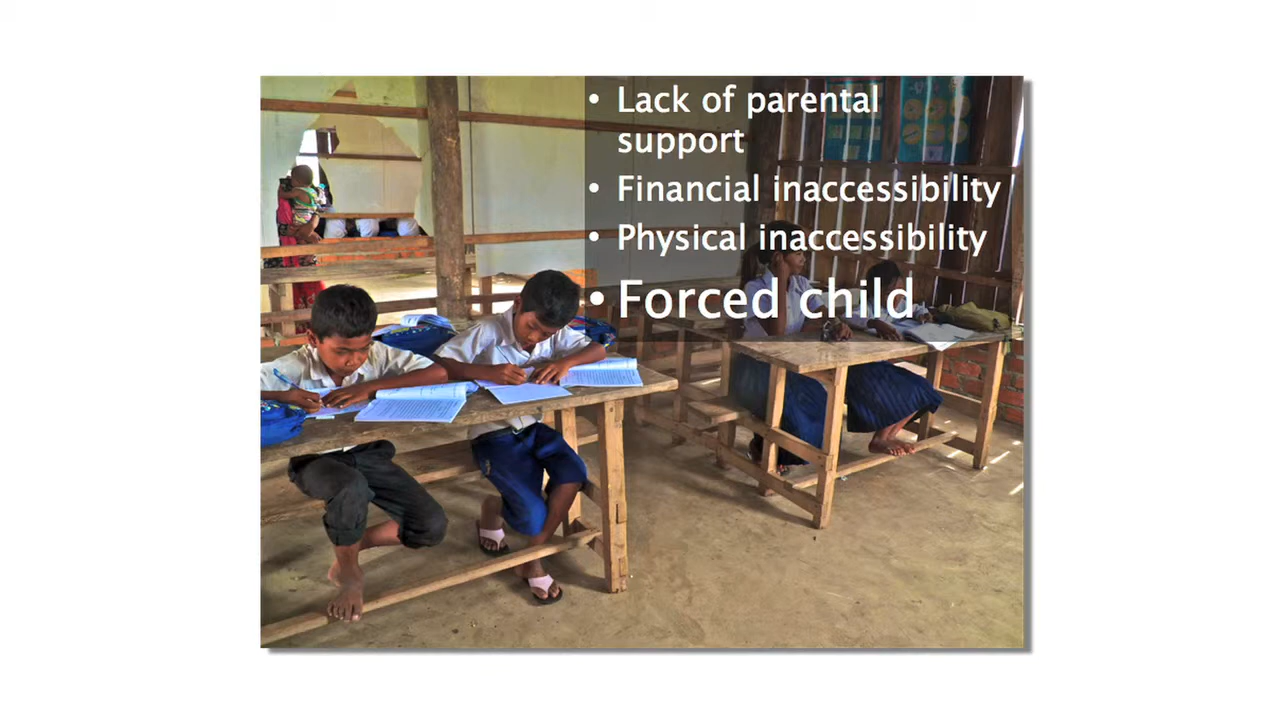 • Lack of parental
support
• Financial inaccessibility
• Physical inaccessibility
• Forced child